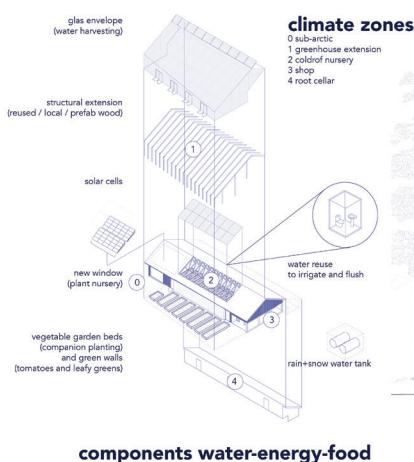 glas envelope
(water harvesting)
climate zones
0 sub-arctic
1 greenhouse extension
2 coldrof nursery
3 shop
4 root cellar
structural extension
(reused / local / prefab wood)
1
solar cells
water reuse
to irrigate and flush
new window
(plant nursery)
0
2
3
vegetable garden beds
(companion planting)
and green walls
(tomatoes and leafy greens)
rain+snow water tank
4
components water-energy-food